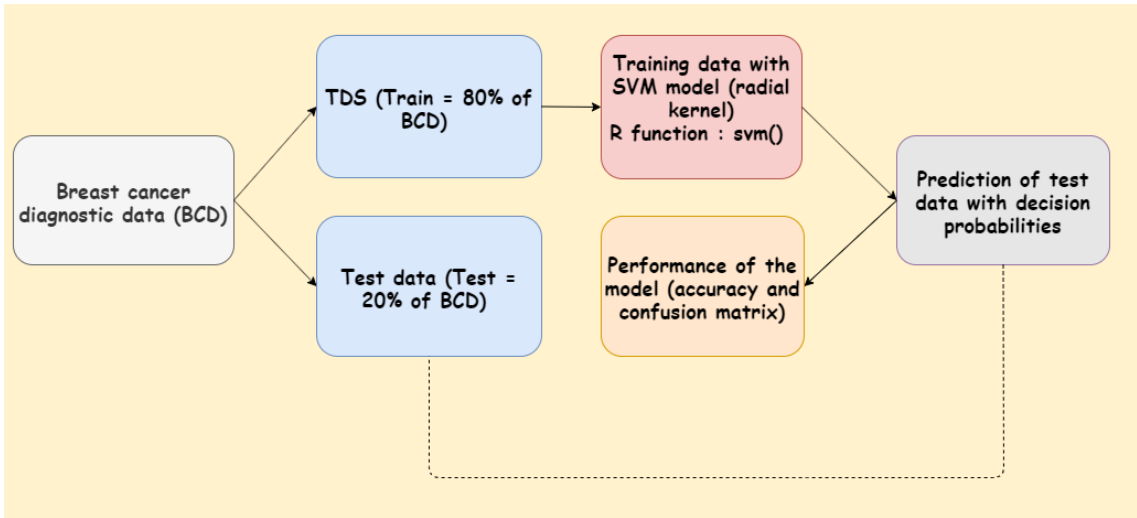 Breast cancer
diagnostic data (BCD)
TDS (Train = 80% of
BCD)
Test data (Test =
20% of BCD)
Training data with
SVM model (radial
kernel)
R function : svm()
Performance of the
model (accuracy and
confusion matrix)
Prediction of test
data with decision
probabilities